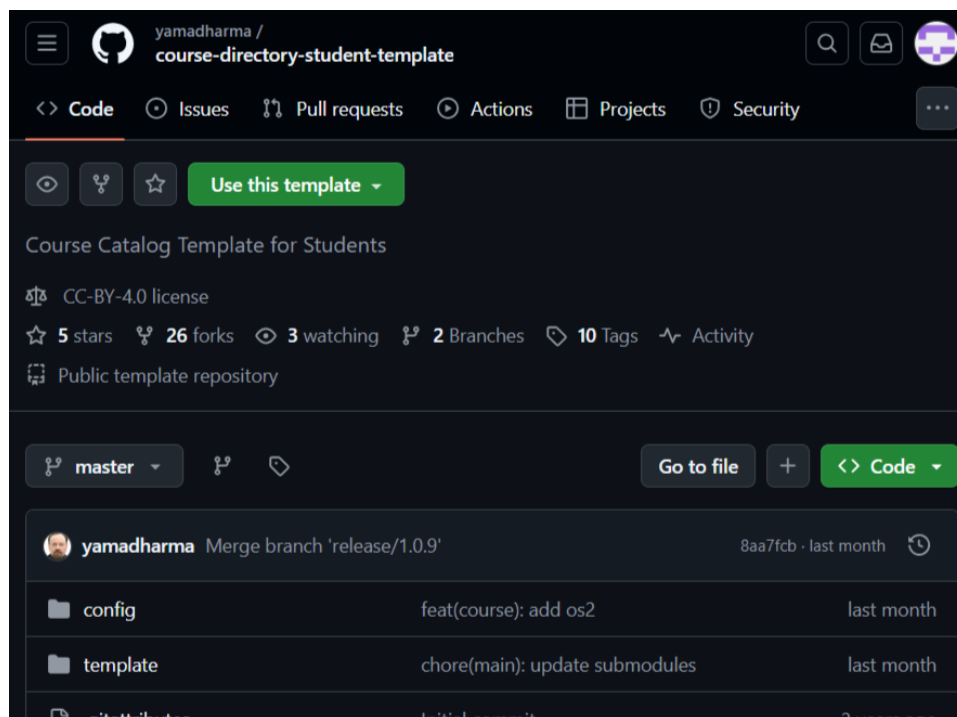 yamadharma /
course-directory-student-template
Code Issues Pull requests Actions Projects Security
Use this template
Course Catalog Template for Students
CC-BY-4.0 license
5 stars 26 forks 3 watching 2 Branches 10 Tags Activity
Public template repository
master Go to file Code
yamadharma Merge branch 'release/1.0.9' 8aa7fcb · last month
config feat(course): add os2 last month
template chore(main): update submodules last month